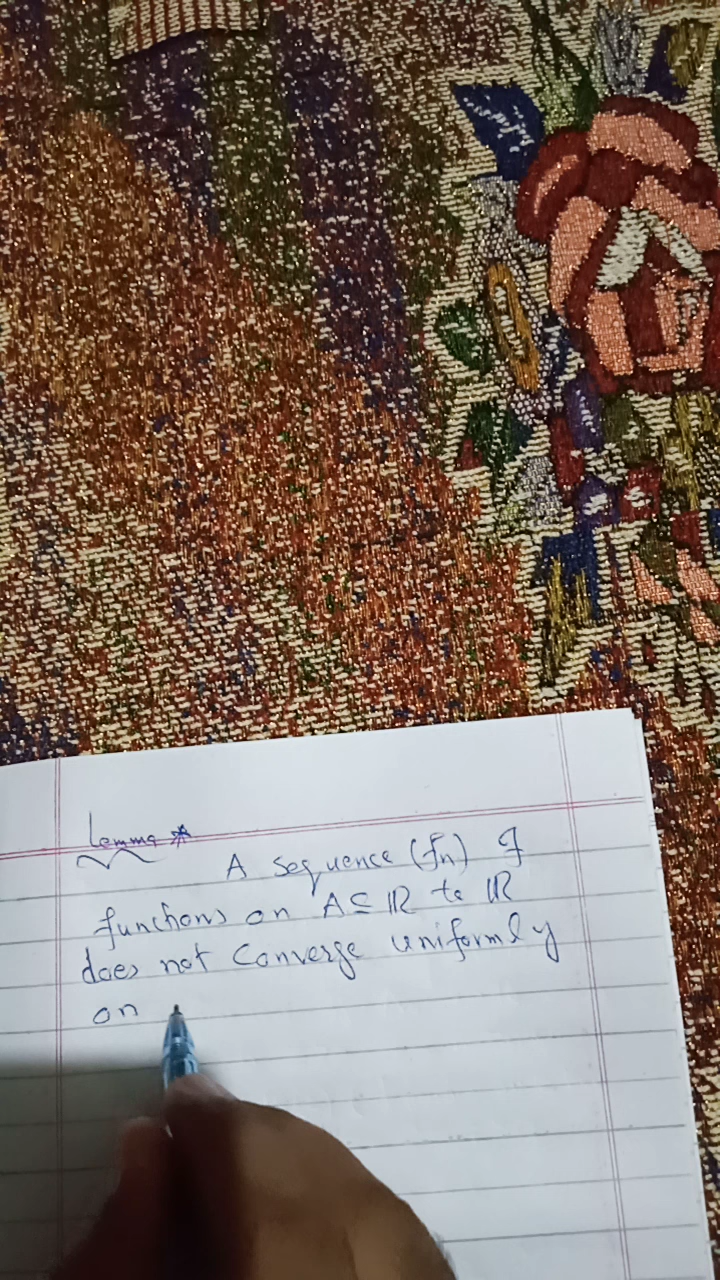 Lemma *
A sequence (fn) of
functions on A ⊆ ℝ to ℝ
does not converge uniformly
on